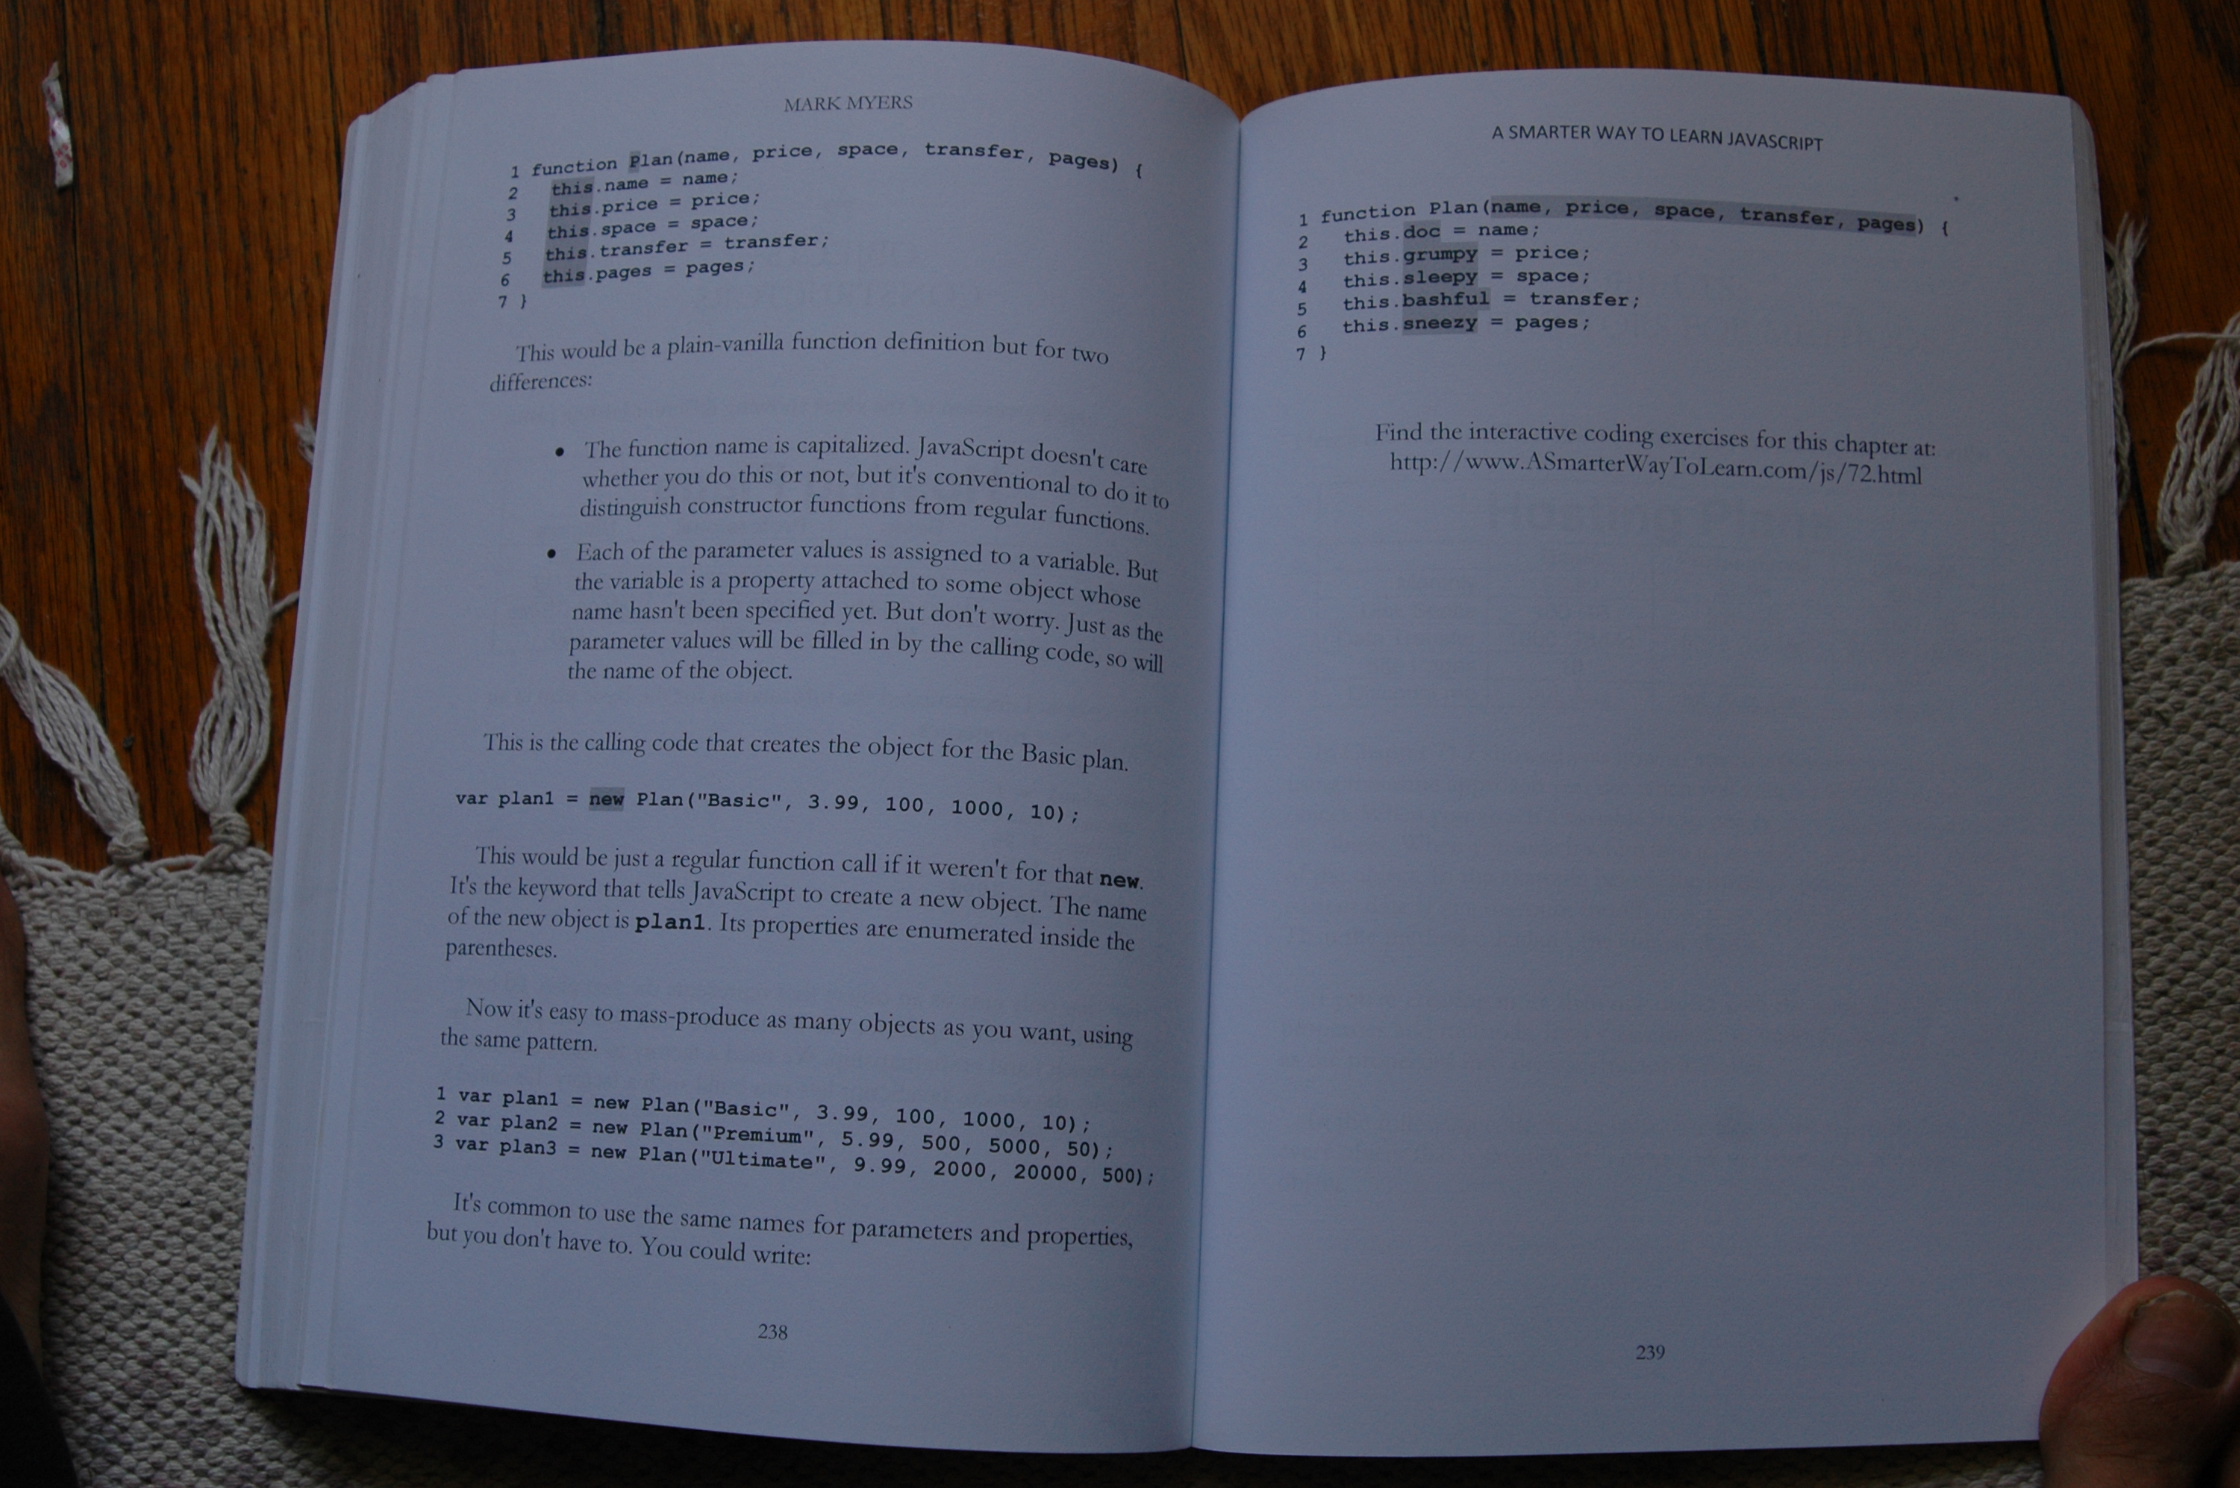 MARK MYERS
1 function Plan(name, price, space, transfer, pages) {
2   this.name = name;
3   this.price = price;
4   this.space = space;
5   this.transfer = transfer;
6   this.pages = pages;
7 }
This would be a plain-vanilla function definition but for two
differences:
• The function name is capitalized. JavaScript doesn't care
whether you do this or not, but it's conventional to do it to
distinguish constructor functions from regular functions.
• Each of the parameter values is assigned to a variable. But
the variable is a property attached to some object whose
name hasn't been specified yet. But don't worry. Just as the
parameter values will be filled in by the calling code, so will
the name of the object.
This is the calling code that creates the object for the Basic plan.
var plan1 = new Plan("Basic", 3.99, 100, 1000, 10);
This would be just a regular function call if it weren't for that new.
It's the keyword that tells JavaScript to create a new object. The name
of the new object is plan1. Its properties are enumerated inside the
parentheses.
Now it's easy to mass-produce as many objects as you want, using
the same pattern.
1 var plan1 = new Plan("Basic", 3.99, 100, 1000, 10);
2 var plan2 = new Plan("Premium", 5.99, 500, 5000, 50);
3 var plan3 = new Plan("Ultimate", 9.99, 2000, 20000, 500);
It's common to use the same names for parameters and properties,
but you don't have to. You could write:
238
A SMARTER WAY TO LEARN JAVASCRIPT
1 function Plan(name, price, space, transfer, pages) {
2   this.doc = name;
3   this.grumpy = price;
4   this.sleepy = space;
5   this.bashful = transfer;
6   this.sneezy = pages;
7 }
Find the interactive coding exercises for this chapter at:
http://www.ASmarterWayToLearn.com/js/72.html
239